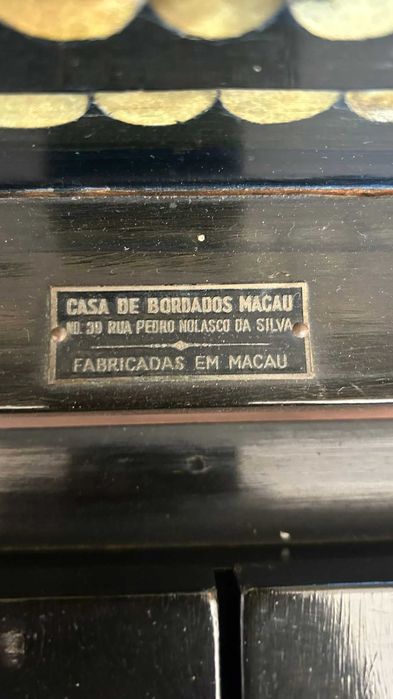 CASA DE BORDADOS MACAU
NO. 39 RUA PEDRO NOLASCO DA SILVA
FABRICADAS EM MACAU